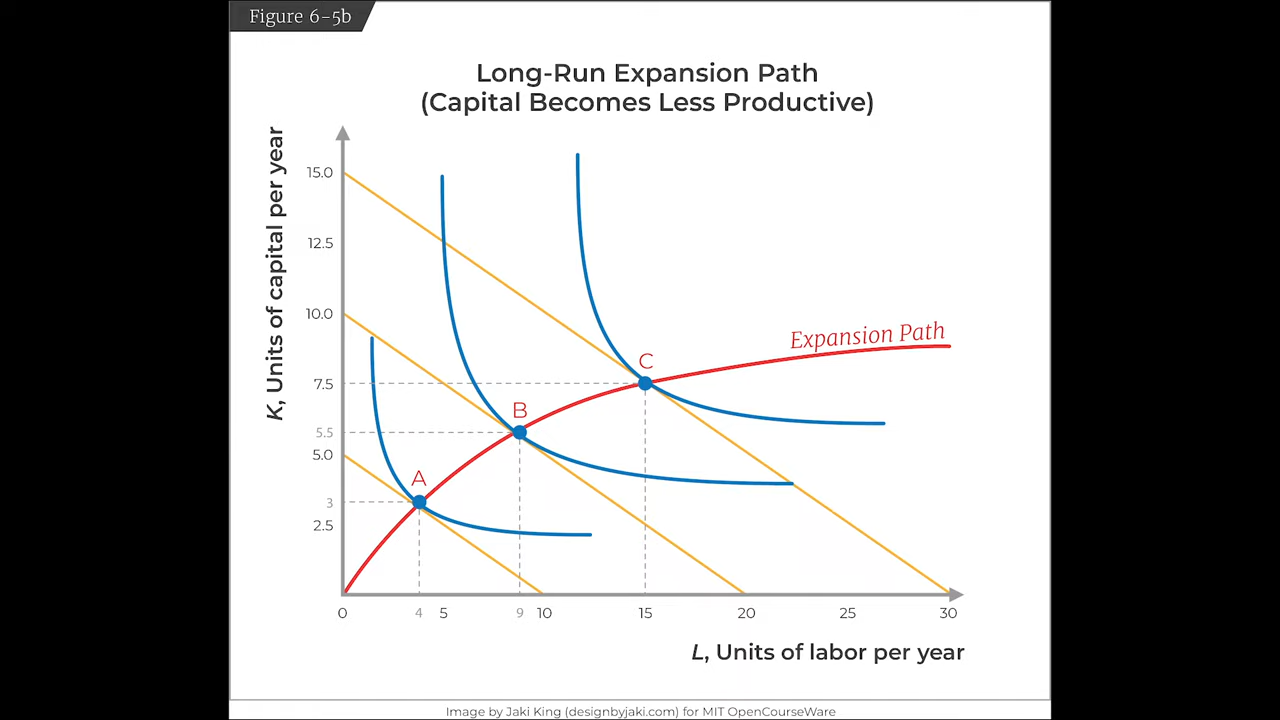 Figure 6-5b
Long-Run Expansion Path
(Capital Becomes Less Productive)
K, Units of capital per year
15.0
12.5
10.0
7.5
5.5
5.0
3
2.5
A
B
C
Expansion Path
0 4 5 9 10 15 20 25 30
L, Units of labor per year
Image by Jaki King (designbyjaki.com) for MIT OpenCourseWare